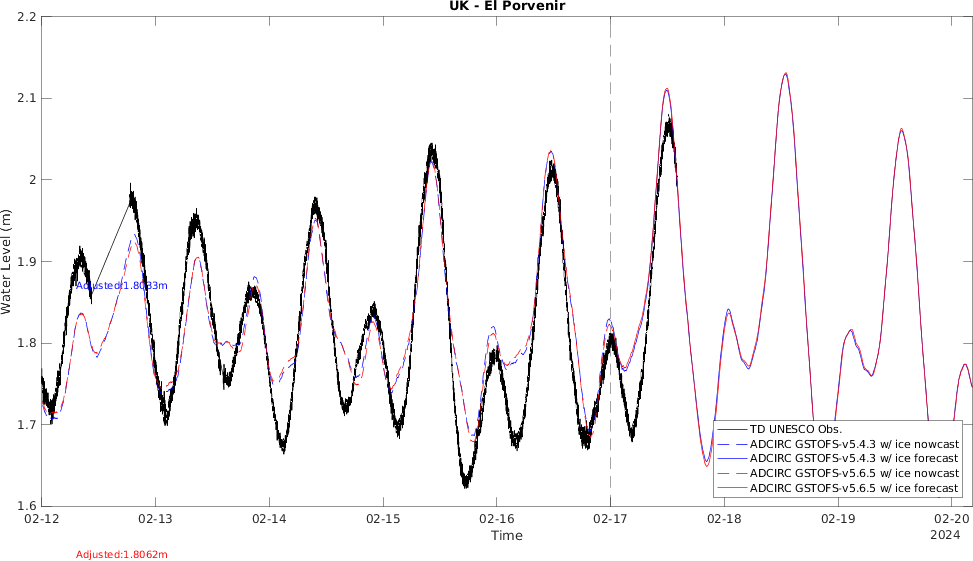 UK - El Porvenir
2.2
2.1
2
1.9
1.8
1.7
1.6
Water Level (m)
Adjusted:1.8083m
TD UNESCO Obs.
ADCIRC GSTOFS-v5.4.3 w/ ice nowcast
ADCIRC GSTOFS-v5.4.3 w/ ice forecast
ADCIRC GSTOFS-v5.6.5 w/ ice nowcast
ADCIRC GSTOFS-v5.6.5 w/ ice forecast
02-12 02-13 02-14 02-15 02-16 02-17 02-18 02-19 02-20
Time
2024
Adjusted:1.8062m